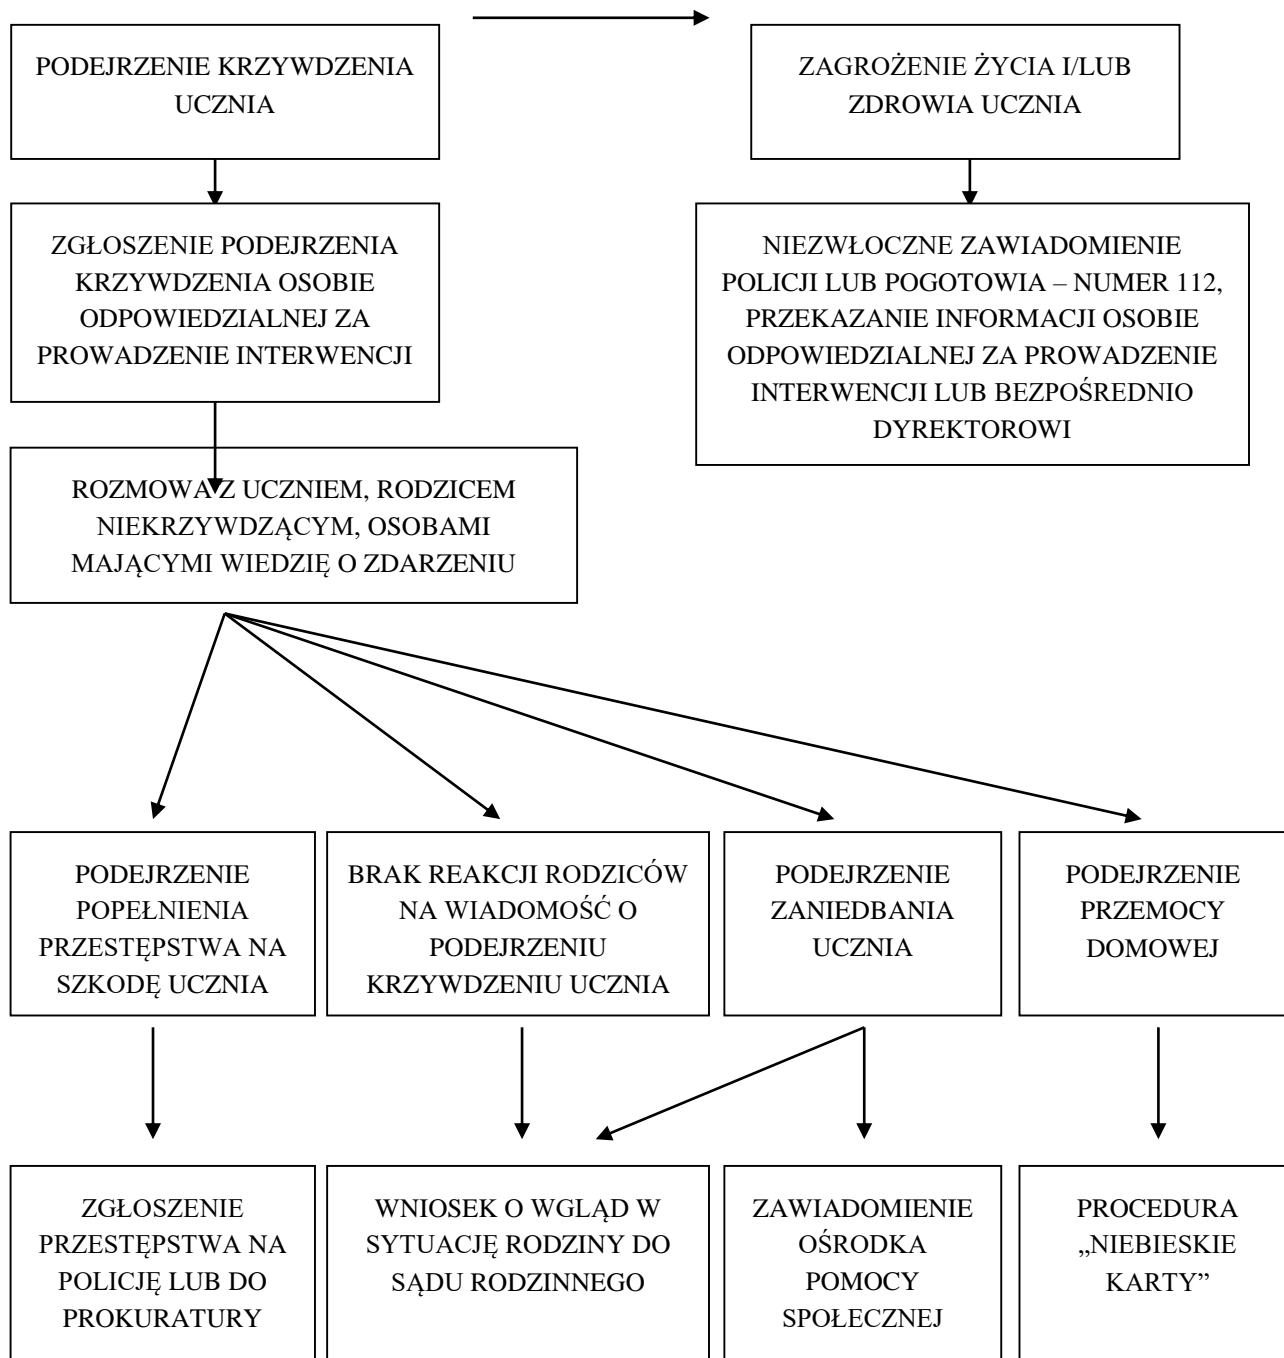 PODEJRZENIE KRZYWDZENIA
UCZNIA
ZAGROŻENIE ŻYCIA I/LUB
ZDROWIA UCZNIA
ZGŁOSZENIE PODEJRZENIA
KRZYWDZENIA OSOBIE
ODPOWIEDZIALNEJ ZA
PROWADZENIE INTERWENCJI
NIEZWŁOCZNE ZAWIADOMIENIE
POLICJI LUB POGOTOWIA – NUMER 112,
PRZEKAZANIE INFORMACJI OSOBIE
ODPOWIEDZIALNEJ ZA PROWADZENIE
INTERWENCJI LUB BEZPOŚREDNIO
DYREKTOROWI
ROZMOWA Z UCZNIEM, RODZICEM
NIEKRZYWDZĄCYM, OSOBAMI
MAJĄCYMI WIEDZIĘ O ZDARZENIU
PODEJRZENIE
POPEŁNIENIA
PRZESTĘPSTWA NA
SZKODĘ UCZNIA
BRAK REAKCJI RODZICÓW
NA WIADOMOŚĆ O
PODEJRZENIU
KRZYWDZENIU UCZNIA
PODEJRZENIE
ZANIEDBANIA
UCZNIA
PODEJRZENIE
PRZEMOCY
DOMOWEJ
ZGŁOSZENIE
PRZESTĘPSTWA NA
POLICJĘ LUB DO
PROKURATURY
WNIOSEK O WGLĄD W
SYTUACJĘ RODZINY DO
SĄDU RODZINNEGO
ZAWIADOMIENIE
OŚRODKA
POMOCY
SPOŁECZNEJ
PROCEDURA
„NIEBIESKIE
KARTY”